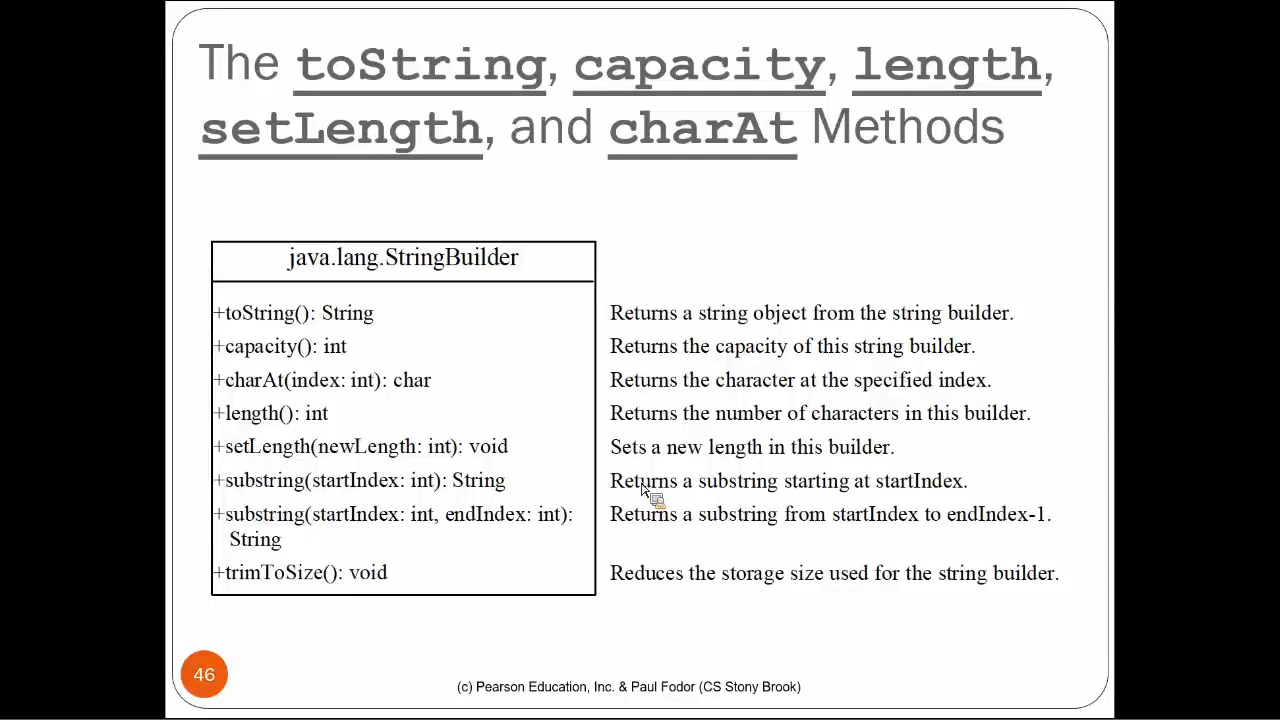 The toString, capacity, length,
setLength, and charAt Methods
java.lang.StringBuilder
+toString(): String Returns a string object from the string builder.
+capacity(): int Returns the capacity of this string builder.
+charAt(index: int): char Returns the character at the specified index.
+length(): int Returns the number of characters in this builder.
+setLength(newLength: int): void Sets a new length in this builder.
+substring(startIndex: int): String Returns a substring starting at startIndex.
+substring(startIndex: int, endIndex: int): Returns a substring from startIndex to endIndex-1.
String
+trimToSize(): void Reduces the storage size used for the string builder.
46
(c) Pearson Education, Inc. & Paul Fodor (CS Stony Brook)